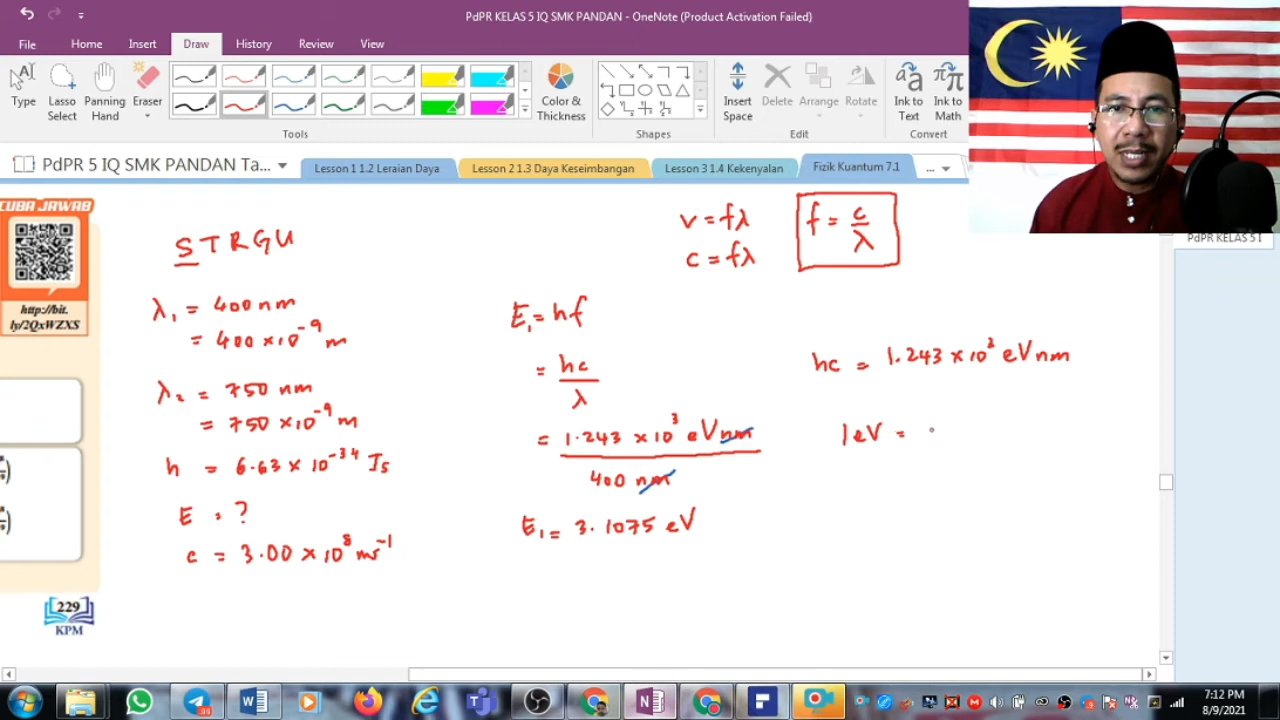 PdPR KELAS 5 IQ SMK PANDAN - OneNote (Product Activation Failed)
File Home Insert Draw History Review View
Type
Lasso Select
Panning Hand
Eraser
Color & Thickness
Insert Space
Delete
Arrange
Rotate
Ink to Text
Ink to Math
Tools
Shapes
Edit
Convert
PdPR 5 IQ SMK PANDAN Ta...
Lesson 1 1.2 Leraian Daya
Lesson 2 1.3 Daya Keseimbangan
Lesson 3 1.4 Kekenyalan
Fizik Kuantum 7.1
...
PdPR KELAS 5 I
CUBA JAWAB
http://bit.
ly/2QxWZXS
STRGU
λ₁ = 400 nm
= 400 × 10⁻⁹ m
λ₂ = 750 nm
= 750 × 10⁻⁹ m
h = 6.63 × 10⁻³⁴ Js
E = ?
c = 3.00 × 10⁸ ms⁻¹
v = fλ
c = fλ
f = c/λ
E₁ = hf
= hc/λ
= 1.243 × 10³ eV nm
400 nm
E₁ = 3.1075 eV
hc = 1.243 × 10³ eV nm
1 eV =
229
KPM
7:12 PM
8/9/2021